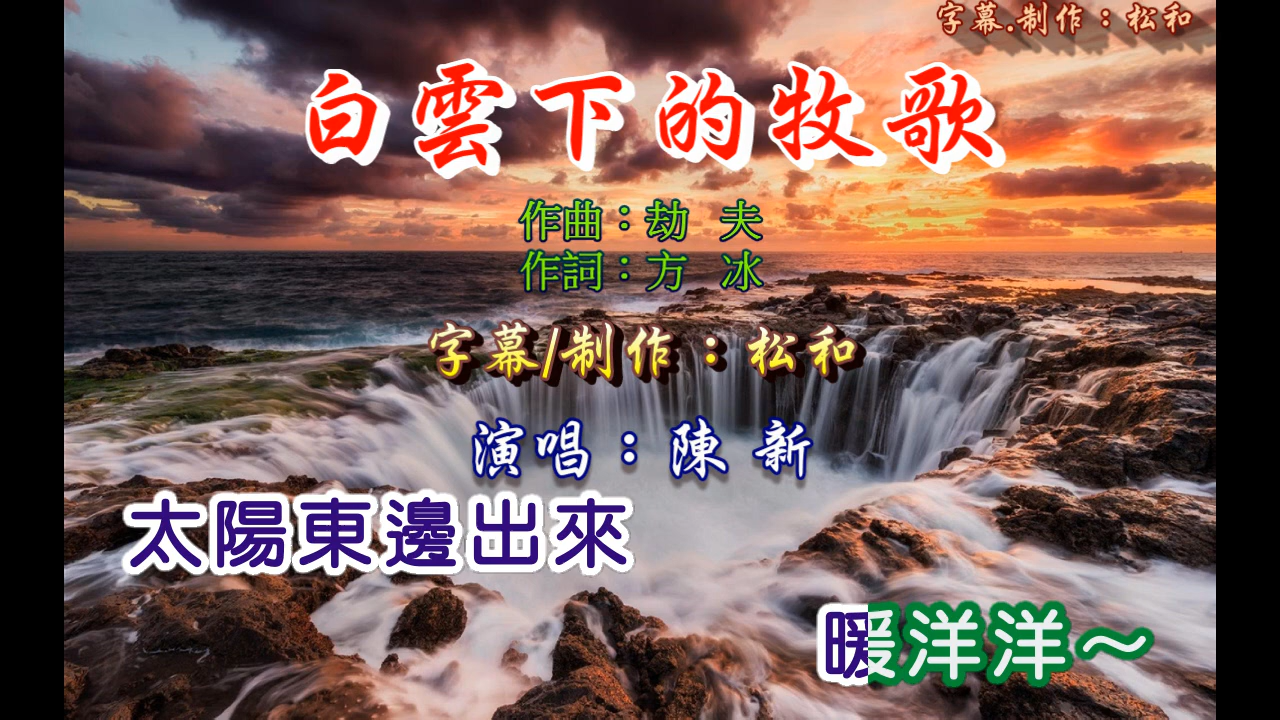 字幕.制作：松和
白雲下的牧歌
作曲：劫 夫
作詞：方 冰
字幕/制作：松和
演唱：陳 新
太陽東邊出來
暖洋洋～